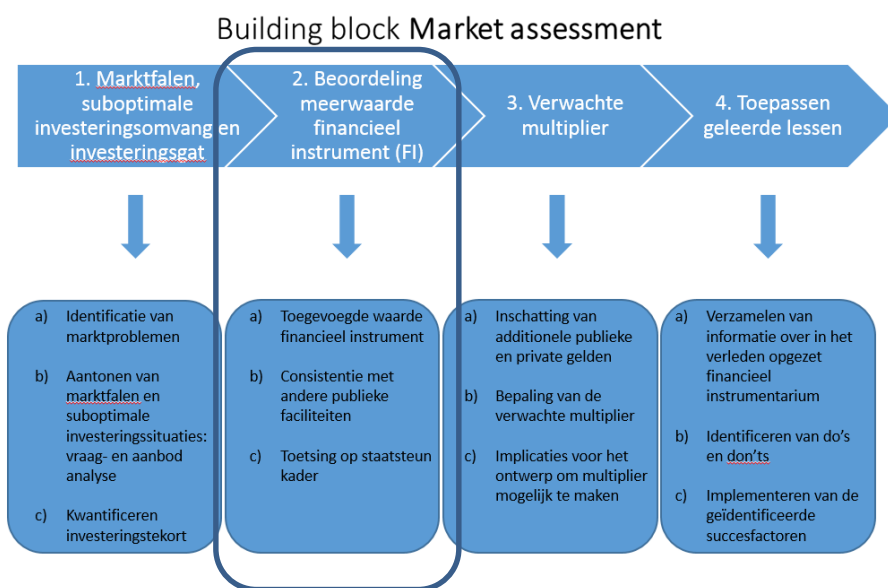 Building block Market assessment
1. Marktfalen,
suboptimale
investeringsomvang en
investeringsgat
2. Beoordeling
meerwaarde
financieel
instrument (FI)
3. Verwachte
multiplier
4. Toepassen
geleerde lessen
a) Identificatie van
marktproblemen
b) Aantonen van
marktfalen en
suboptimale
investeringssituaties:
vraag- en aanbod
analyse
c) Kwantificeren
investeringstekort
a) Toegevoegde waarde
financieel instrument
b) Consistentie met
andere publieke
faciliteiten
c) Toetsing op staatsteun
kader
a) Inschatting van
additionele publieke
en private gelden
b) Bepaling van de
verwachte multiplier
c) Implicaties voor het
ontwerp om multiplier
mogelijk te maken
a) Verzamelen van
informatie over in het
verleden opgezet
financieel
instrumentarium
b) Identificeren van do's
en don'ts
c) Implementeren van de
geïdentificeerde
succesfactoren